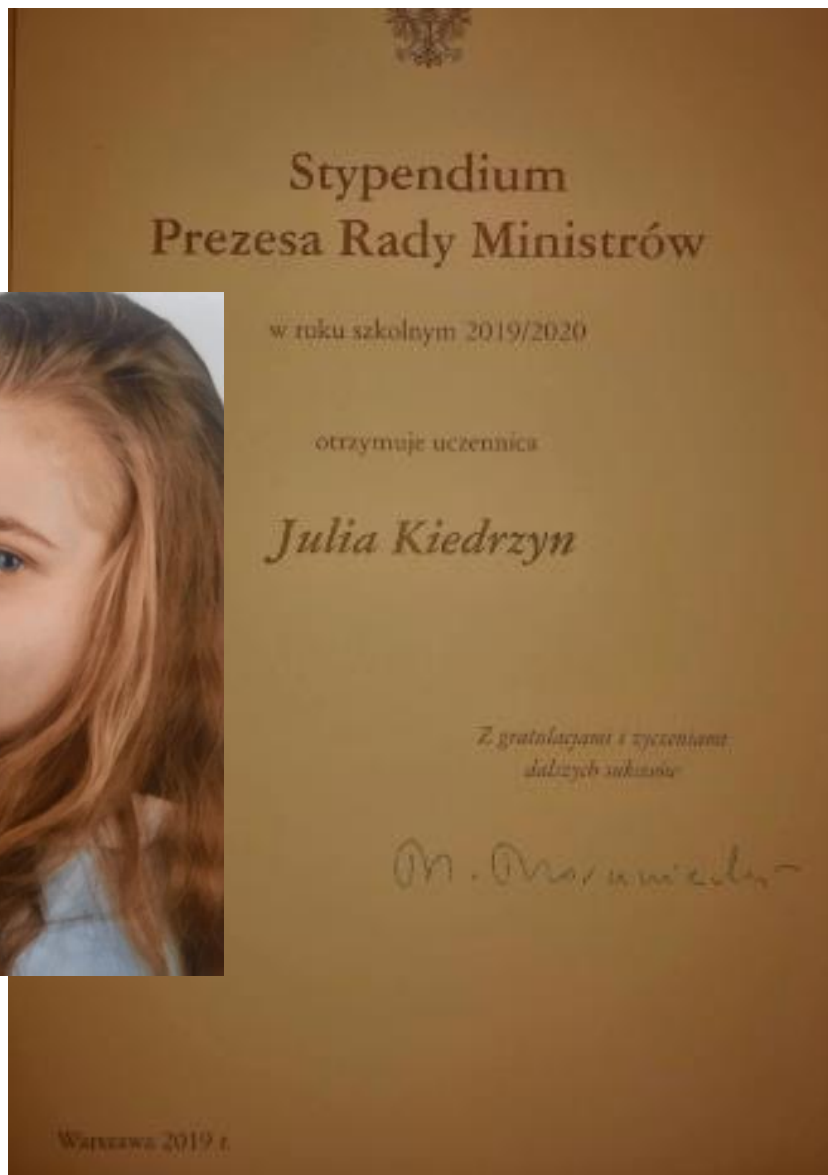 Stypendium
Prezesa Rady Ministrów
w roku szkolnym 2019/2020
otrzymuje uczennica
Julia Kiedrzyn
Z gratulacjami i życzeniami
dalszych sukcesów
Warszawa 2019 r.